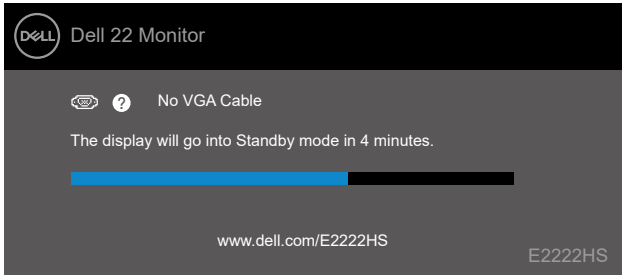 DELL
Dell 22 Monitor
? No VGA Cable
The display will go into Standby mode in 4 minutes.
www.dell.com/E2222HS
E2222HS